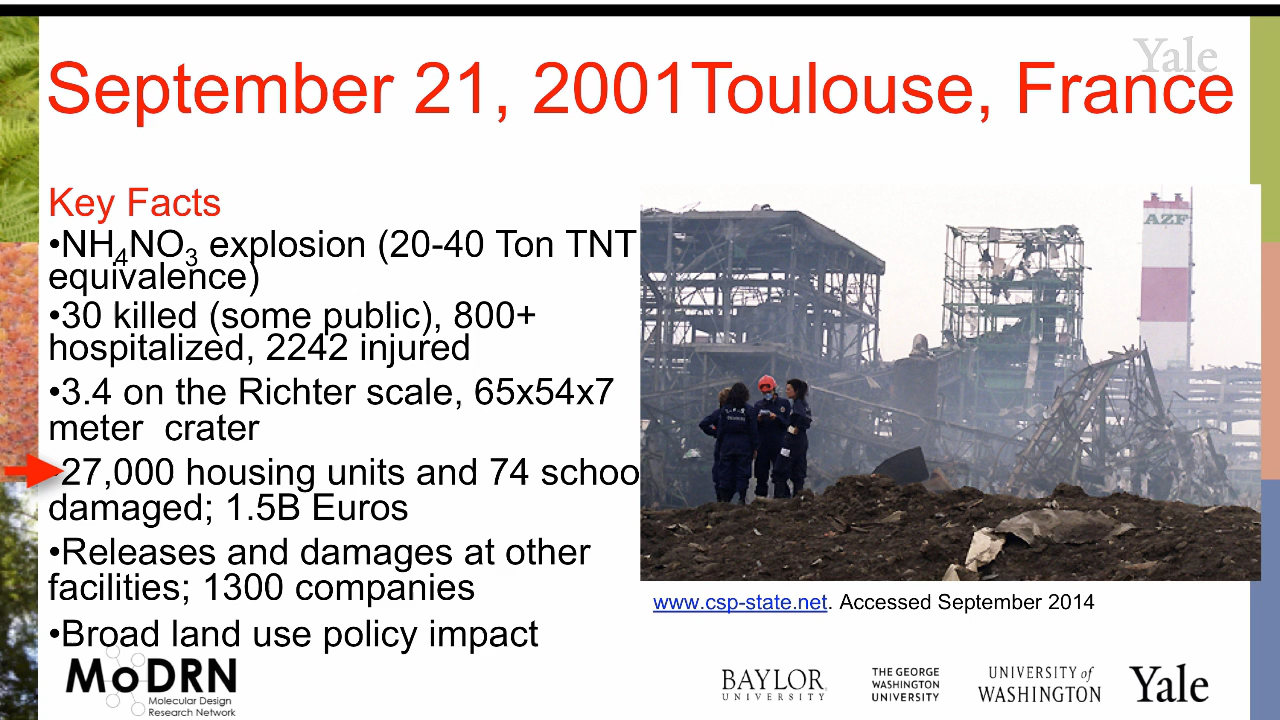 Yale
September 21, 2001Toulouse, France
Key Facts
•NH₄NO₃ explosion (20-40 Ton TNT
equivalence)
•30 killed (some public), 800+
hospitalized, 2242 injured
•3.4 on the Richter scale, 65x54x7
meter  crater
27,000 housing units and 74 schoo
damaged; 1.5B Euros
•Releases and damages at other
facilities; 1300 companies
•Broad land use policy impact
AZF
www.csp-state.net. Accessed September 2014
MoDRN
Molecular Design
Research Network
BAYLOR
UNIVERSITY
THE GEORGE
WASHINGTON
UNIVERSITY
UNIVERSITY of
WASHINGTON
Yale